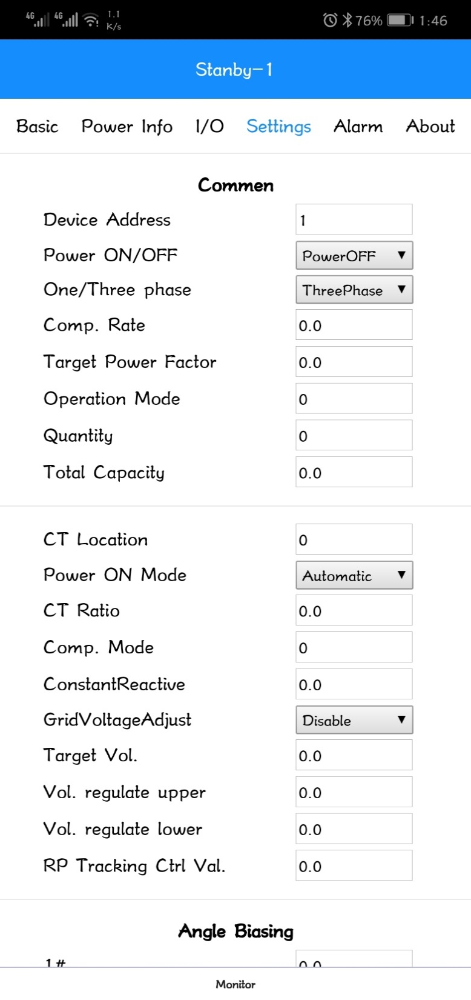 4G 4G 1.1 K/s 76% 1:46
Stanby-1
Basic Power Info I/O Settings Alarm About
Commen
Device Address 1
Power ON/OFF PowerOFF
One/Three phase ThreePhase
Comp. Rate 0.0
Target Power Factor 0.0
Operation Mode 0
Quantity 0
Total Capacity 0.0
CT Location 0
Power ON Mode Automatic
CT Ratio 0.0
Comp. Mode 0
ConstantReactive 0.0
GridVoltageAdjust Disable
Target Vol. 0.0
Vol. regulate upper 0.0
Vol. regulate lower 0.0
RP Tracking Ctrl Val. 0.0
Angle Biasing
1# 0.0
Monitor